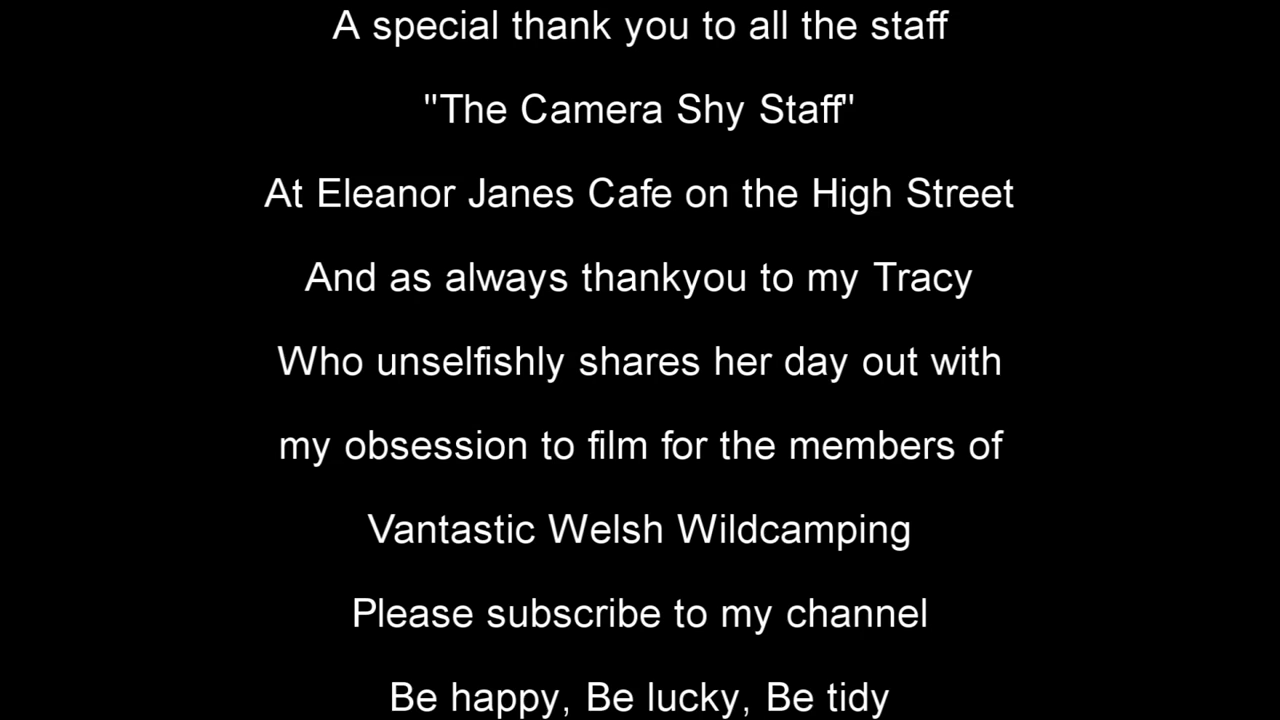 A special thank you to all the staff
"The Camera Shy Staff"
At Eleanor Janes Cafe on the High Street
And as always thankyou to my Tracy
Who unselfishly shares her day out with
my obsession to film for the members of
Vantastic Welsh Wildcamping
Please subscribe to my channel
Be happy, Be lucky, Be tidy